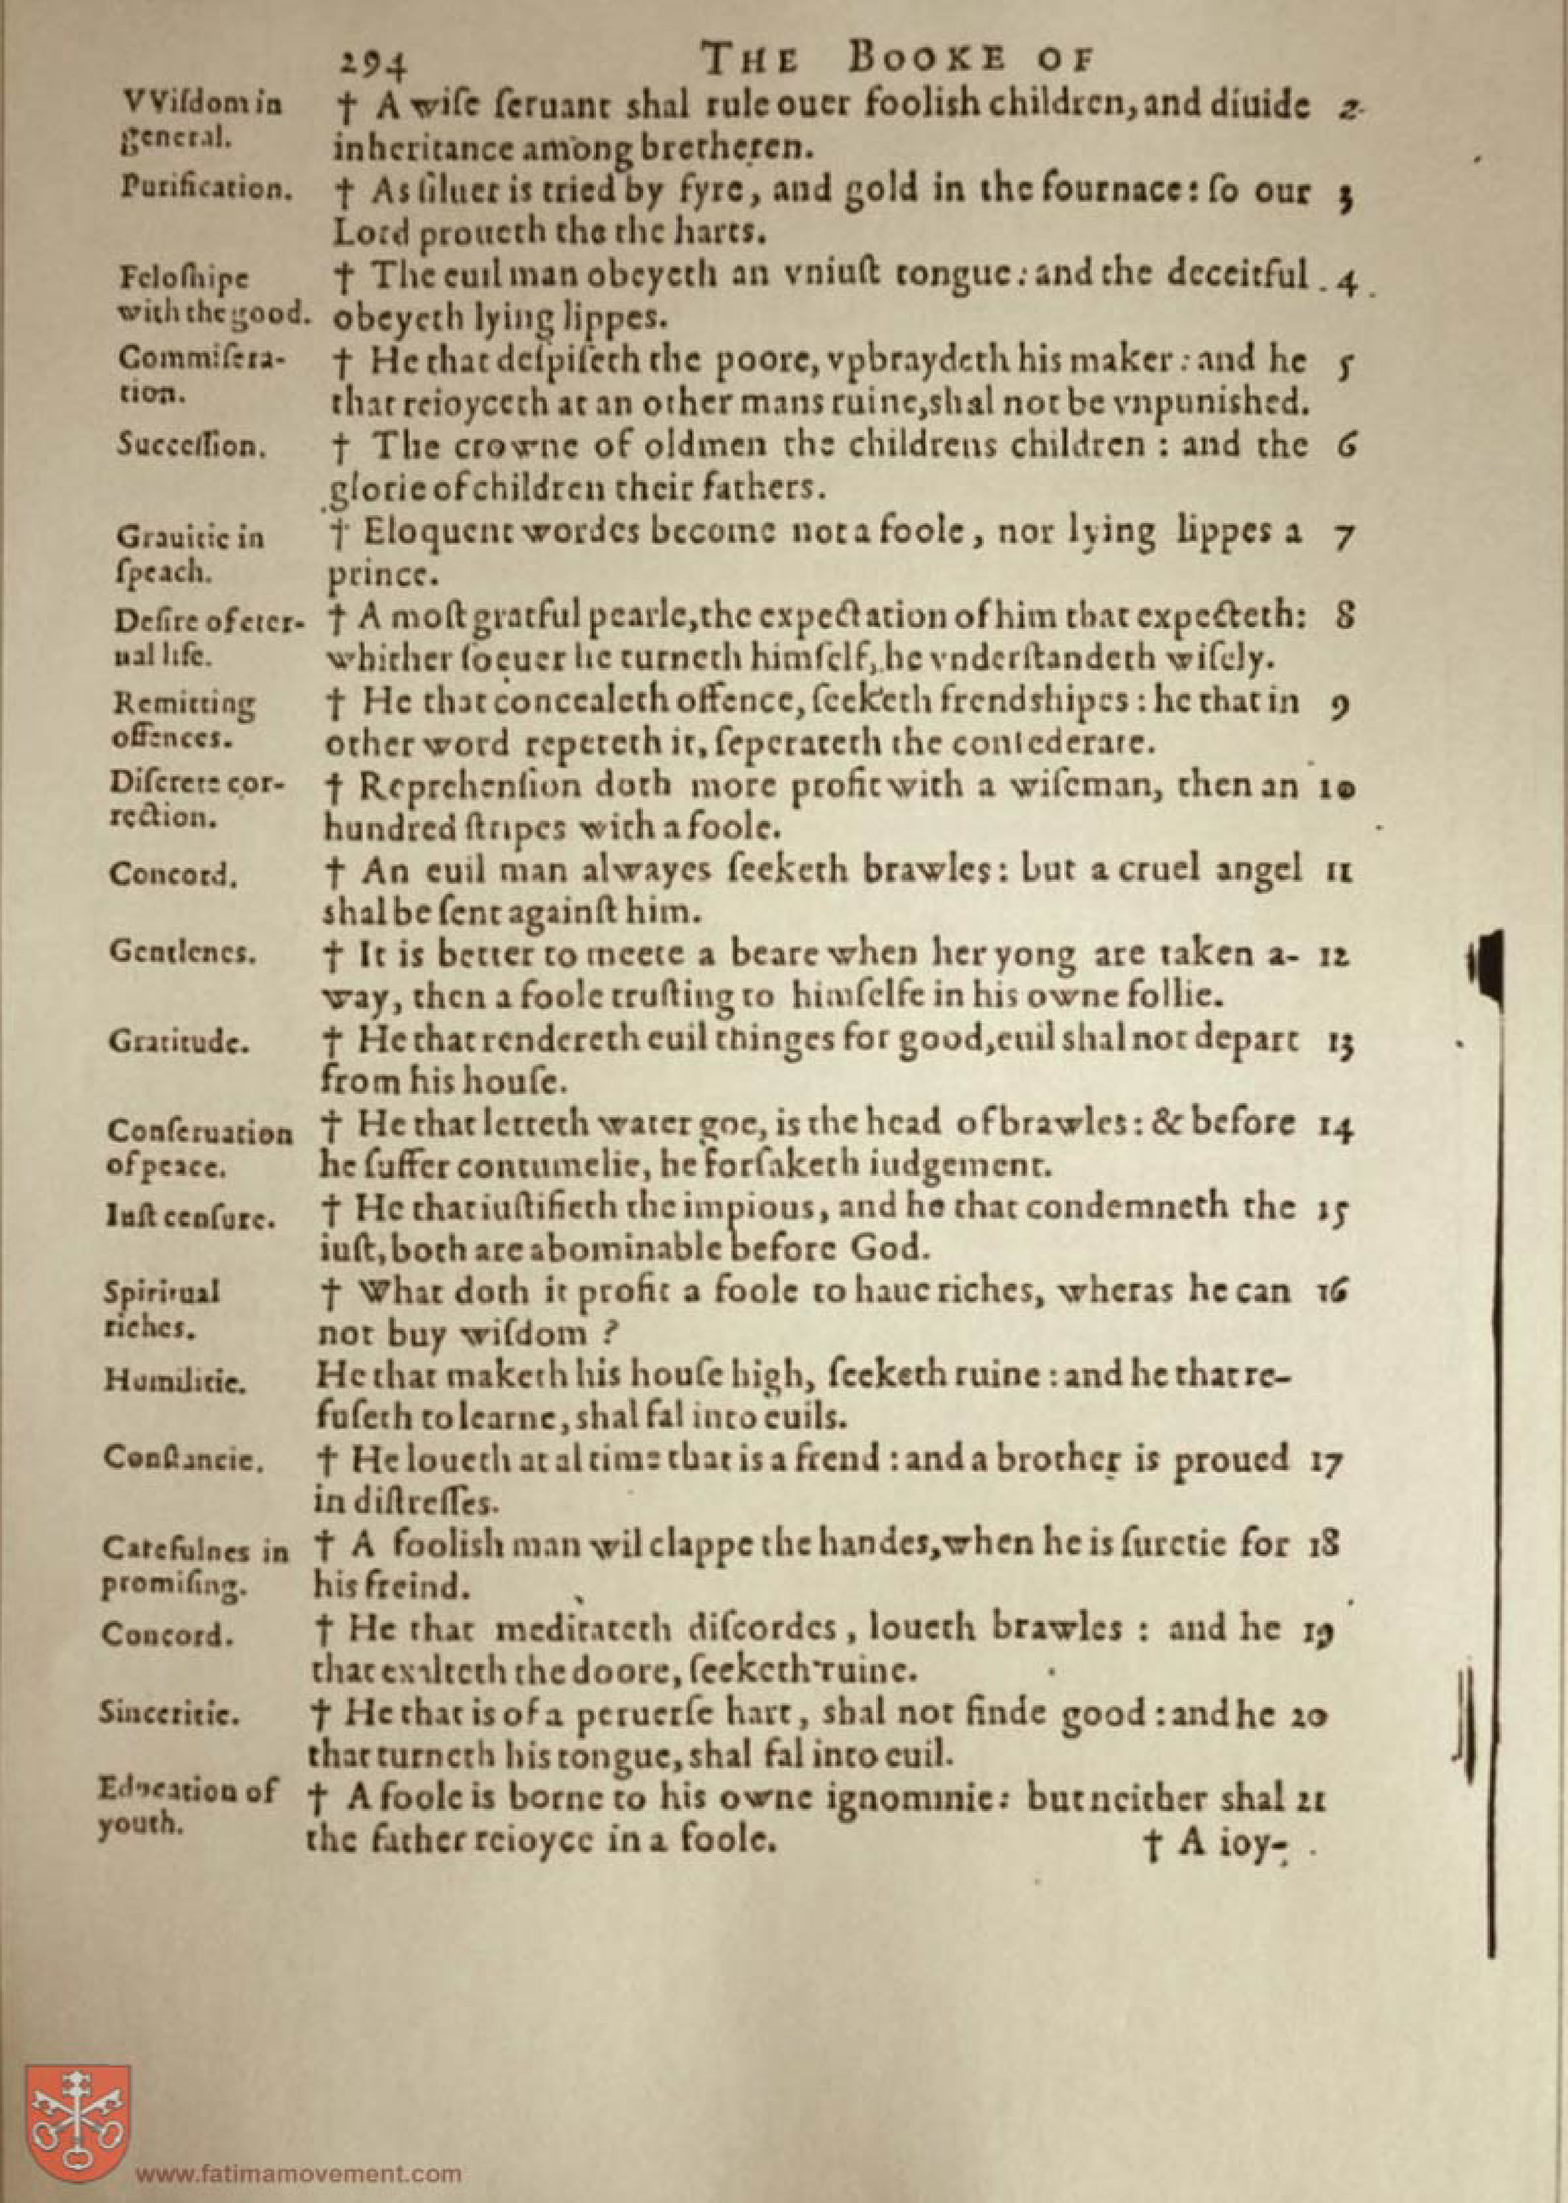 294 THE BOOKE OF
VViſdom in
general.
† A wiſe ſeruant shal rule ouer foolish children, and diuide 2
inheritance among bretheren.
Purification.
† As ſiluer is tried by fyre, and gold in the fournace: ſo our 3
Lord proueth tha the harts.
Feloſhipe
with the good.
† The euil man obeyeth an vniuſt tongue: and the deceitful 4
obeyeth lying lippes.
Commiſera-
tion.
† He that deſpiſeth the poore, vpbraydeth his maker: and he 5
that reioyceth at an other mans ruine, shal not be vnpunished.
Succeſſion.
† The crowne of oldmen the childrens children: and the 6
glorie of children their fathers.
Grauitie in
ſpeach.
† Eloquent wordes become not a foole, nor lying lippes a 7
prince.
Deſire of eter-
nal life.
† A moſt gratful pearle, the expectation of him that expecteth: 8
whither ſoeuer he turneth himſelf, he vnderſtandeth wiſely.
Remitting
offences.
† He that concealeth offence, ſeeketh frendshipes: he that in 9
other word repeteth it, ſeperateth the confederate.
Diſcrete cor-
rection.
† Reprehenſion doth more profit with a wiſeman, then an 10
hundred ſtripes with a foole.
Concord.
† An euil man alwayes ſeeketh brawles: but a cruel angel 11
shal be ſent againſt him.
Gentlenes.
† It is better to meete a beare when her yong are taken a- 12
way, then a foole truſting to himſelfe in his owne follie.
Gratitude.
† He that rendereth euil thinges for good, euil shal not depart 13
from his houſe.
Conſeruation
of peace.
† He that letteth water goe, is the head of brawles: & before 14
he ſuffer contumelie, he forſaketh iudgement.
Iuſt cenſure.
† He that iuſtifieth the impious, and he that condemneth the 15
iuſt, both are abominable before God.
Spiritual
riches.
† What doth it profit a foole to haue riches, wheras he can 16
not buy wiſdom?
Humilitie.
He that maketh his houſe high, ſeeketh ruine: and he that re-
fuſeth to learne, shal fal into euils.
Conſtancie.
† He loueth at al time that is a frend: and a brother is proued 17
in diſtreſſes.
Carefulnes in
promiſing.
† A foolish man wil clappe the handes, when he is ſuretie for 18
his freind.
Concord.
† He that meditateth diſcordes, loueth brawles: and he 19
that exalteth the doore, ſeeketh ruine.
Sinceritie.
† He that is of a peruerſe hart, shal not finde good: and he 20
that turneth his tongue, shal fal into euil.
Education of
youth.
† A foole is borne to his owne ignominie: but neither shal 21
the father reioyce in a foole.
† A ioy-
www.fatimamovement.com